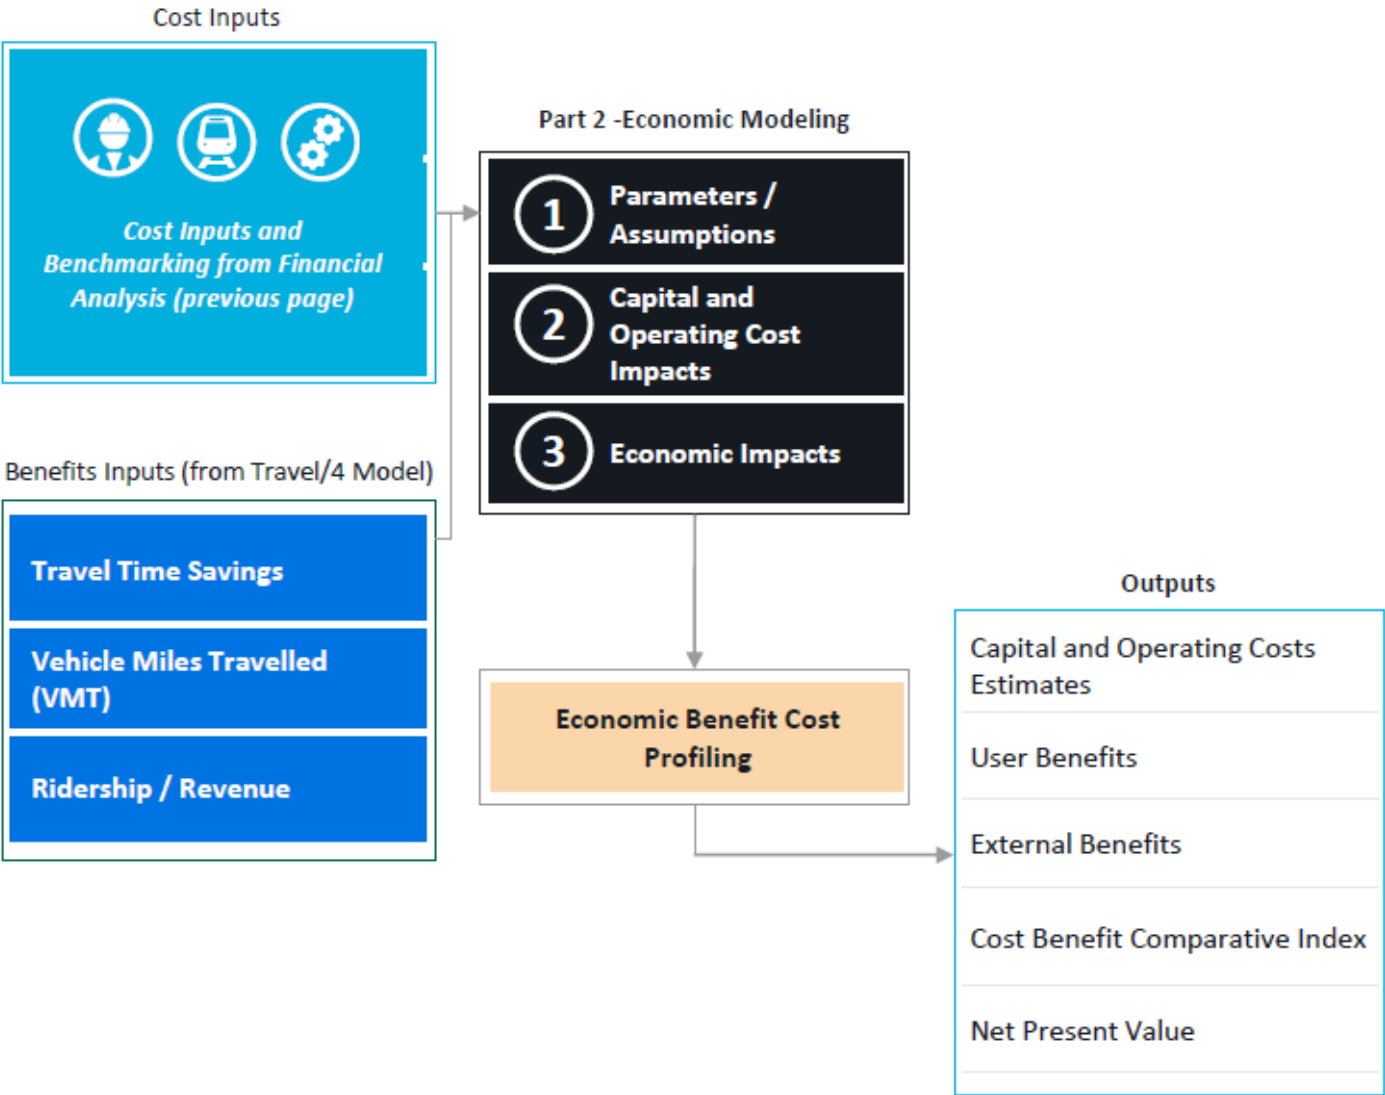 Cost Inputs
Cost Inputs and
Benchmarking from Financial
Analysis (previous page)
Benefits Inputs (from Travel/4 Model)
Travel Time Savings
Vehicle Miles Travelled
(VMT)
Ridership / Revenue
Part 2 -Economic Modeling
1
Parameters /
Assumptions
2
Capital and
Operating Cost
Impacts
3
Economic Impacts
Economic Benefit Cost
Profiling
Outputs
Capital and Operating Costs
Estimates
User Benefits
External Benefits
Cost Benefit Comparative Index
Net Present Value